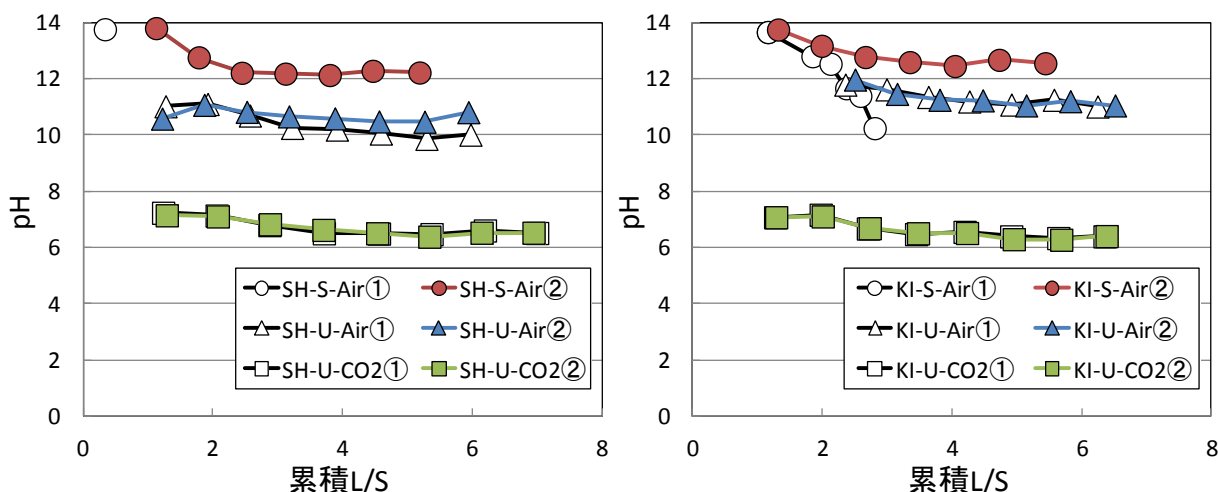 14
12
10
8
6
4
2
0
pH
0 2 4 6 8
累積L/S
SH-S-Air① SH-S-Air②
SH-U-Air① SH-U-Air②
SH-U-CO2① SH-U-CO2②
14
12
10
8
6
4
2
0
pH
0 2 4 6 8
累積L/S
KI-S-Air① KI-S-Air②
KI-U-Air① KI-U-Air②
KI-U-CO2① KI-U-CO2②